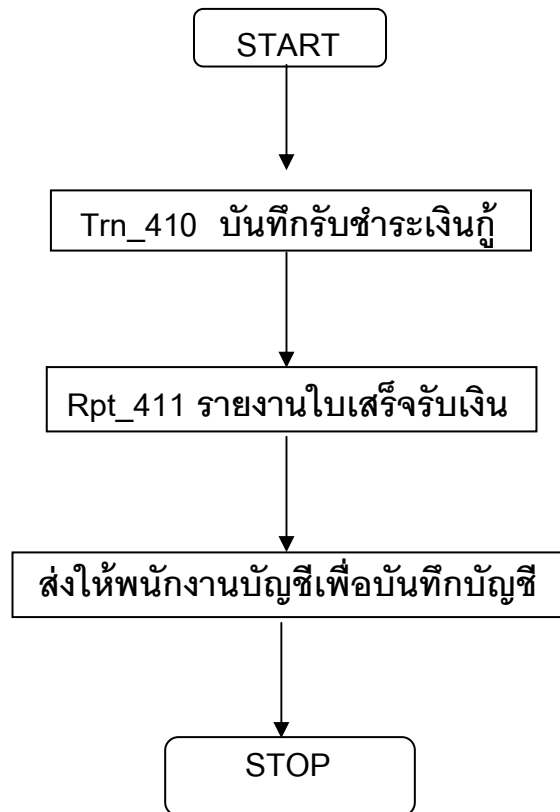 START
Trn_410 บันทึกรับชำระเงินกู้
Rpt_411 รายงานใบเสร็จรับเงิน
ส่งให้พนักงานบัญชีเพื่อบันทึกบัญชี
STOP